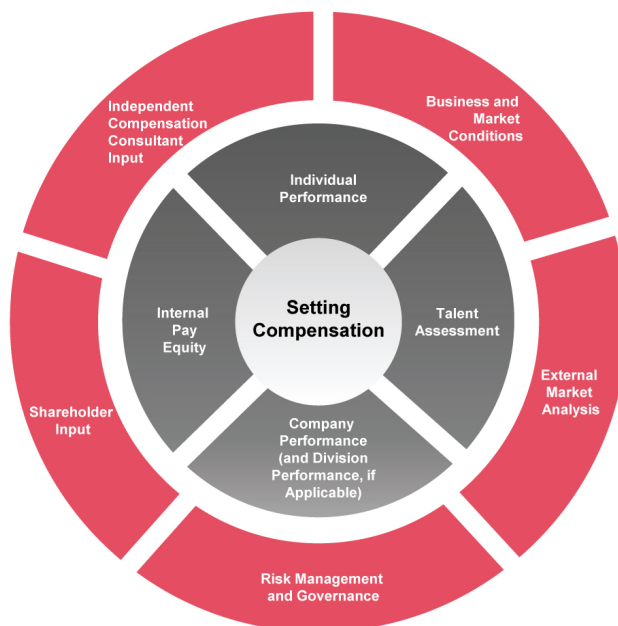 Independent
Compensation
Consultant
Input
Business and
Market
Conditions
Individual
Performance
Internal
Pay
Equity
Setting
Compensation
Talent
Assessment
External
Market
Analysis
Shareholder
Input
Company
Performance
(and Division
Performance, if
Applicable)
Risk Management
and Governance